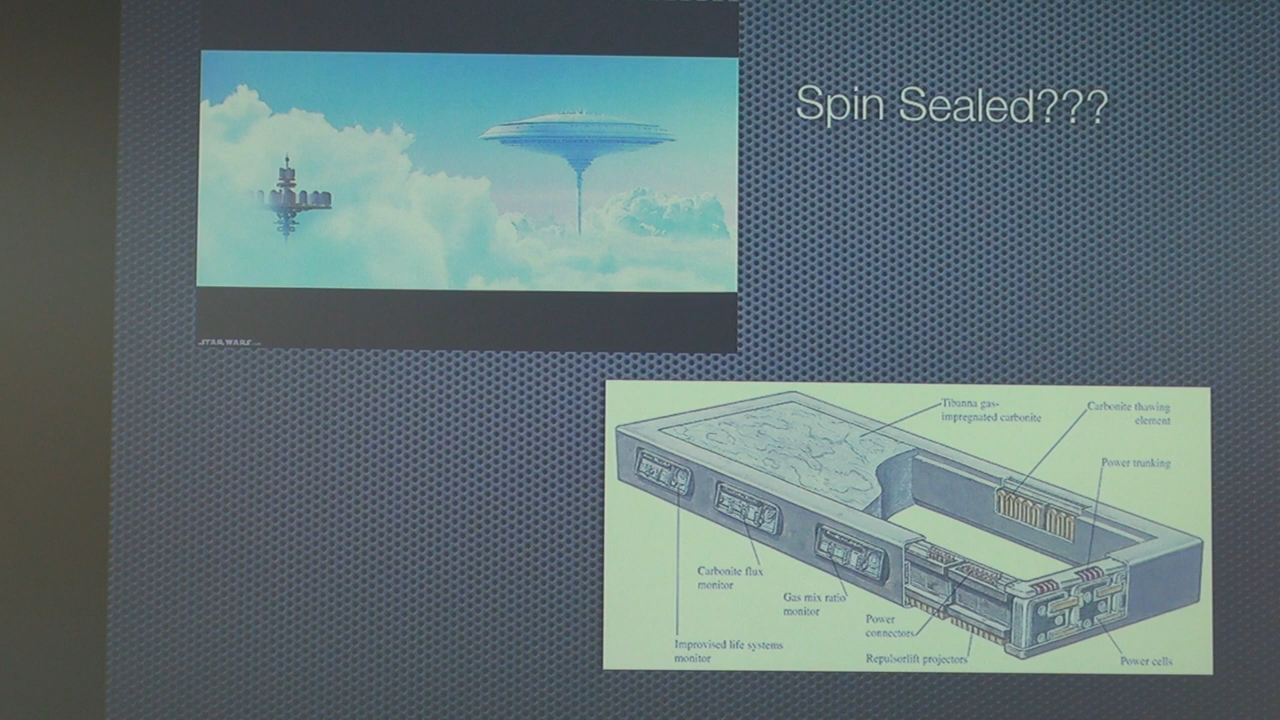 Spin Sealed???
STAR WARS
Tibanna gas-
impregnated carbonite
Carbonite thawing
element
Power trunking
Carbonite flux
monitor
Gas mix ratio
monitor
Power
connectors
Improvised life systems
monitor
Repulsorlift projectors
Power cells